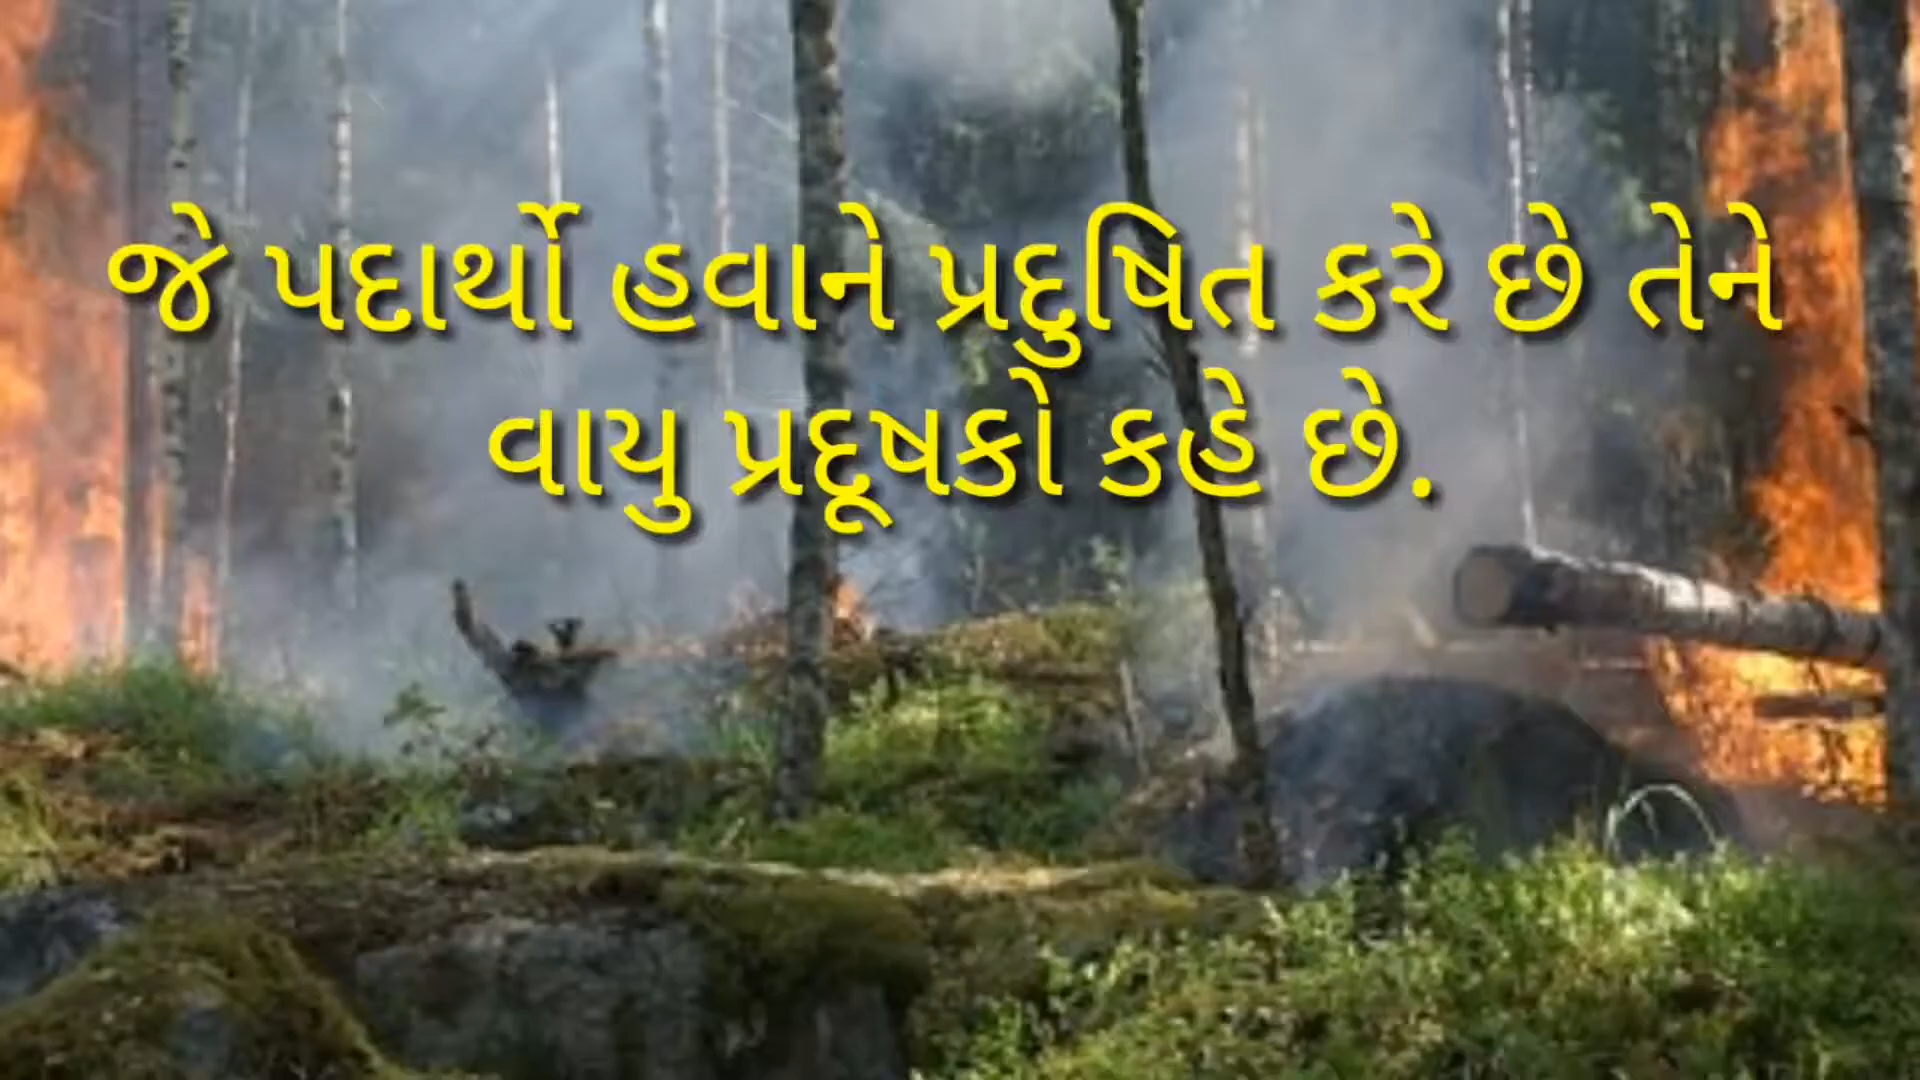 જે પદાર્થો હવાને પ્રદુષિત કરે છે તેને
વાયુ પ્રદૂષકો કહે છે.